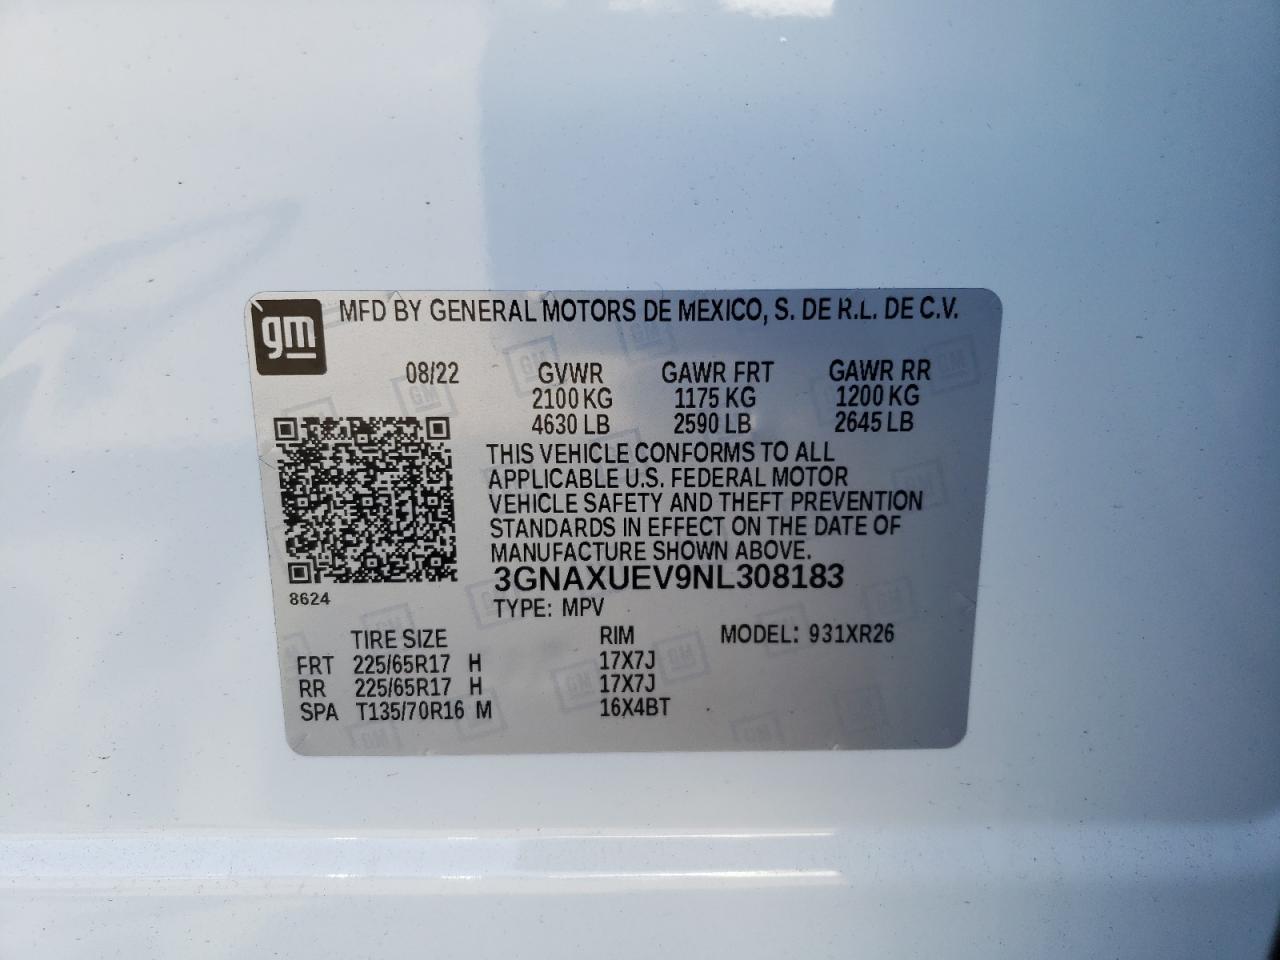 gm
MFD BY GENERAL MOTORS DE MEXICO, S. DE R.L. DE C.V.
08/22 GVWR GAWR FRT GAWR RR
2100 KG 1175 KG 1200 KG
4630 LB 2590 LB 2645 LB
THIS VEHICLE CONFORMS TO ALL
APPLICABLE U.S. FEDERAL MOTOR
VEHICLE SAFETY AND THEFT PREVENTION
STANDARDS IN EFFECT ON THE DATE OF
MANUFACTURE SHOWN ABOVE.
3GNAXUEV9NL308183
8624
TYPE: MPV
TIRE SIZE RIM MODEL: 931XR26
FRT 225/65R17 H 17X7J
RR 225/65R17 H 17X7J
SPA T135/70R16 M 16X4BT